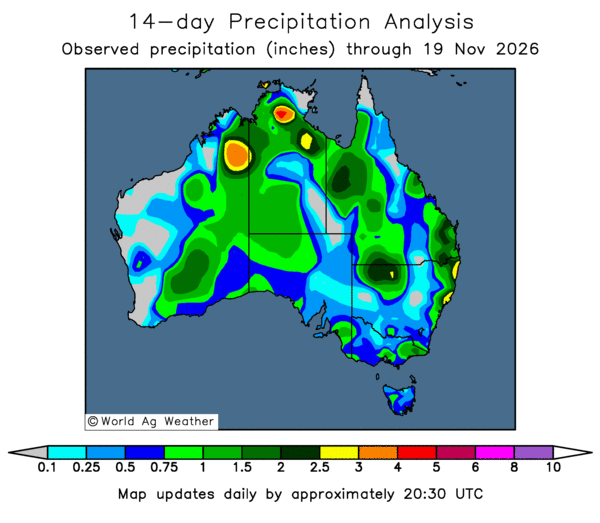 14-day Precipitation Analysis
Observed precipitation (inches) through 19 Nov 2026
© World Ag Weather
0.1 0.25 0.5 0.75 1 1.5 2 2.5 3 4 5 6 8 10
Map updates daily by approximately 20:30 UTC